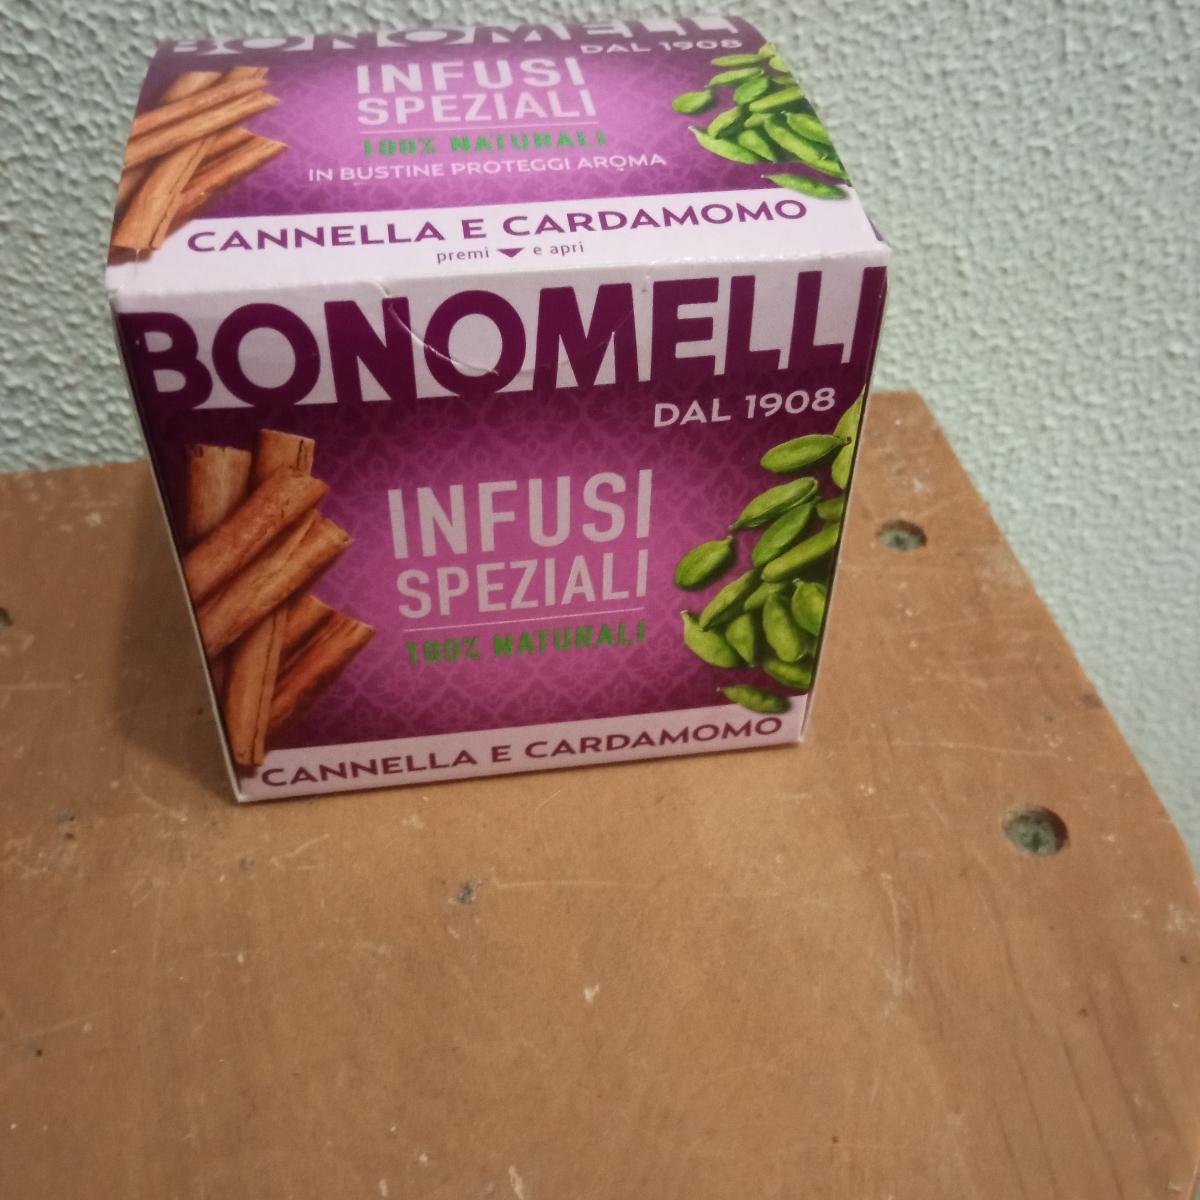 BONOMELLI
DAL 1908
INFUSI
SPEZIALI
100% NATURALI
IN BUSTINE PROTEGGI AROMA
CANNELLA E CARDAMOMO
premi e apri
BONOMELLI
DAL 1908
INFUSI
SPEZIALI
100% NATURALI
CANNELLA E CARDAMOMO